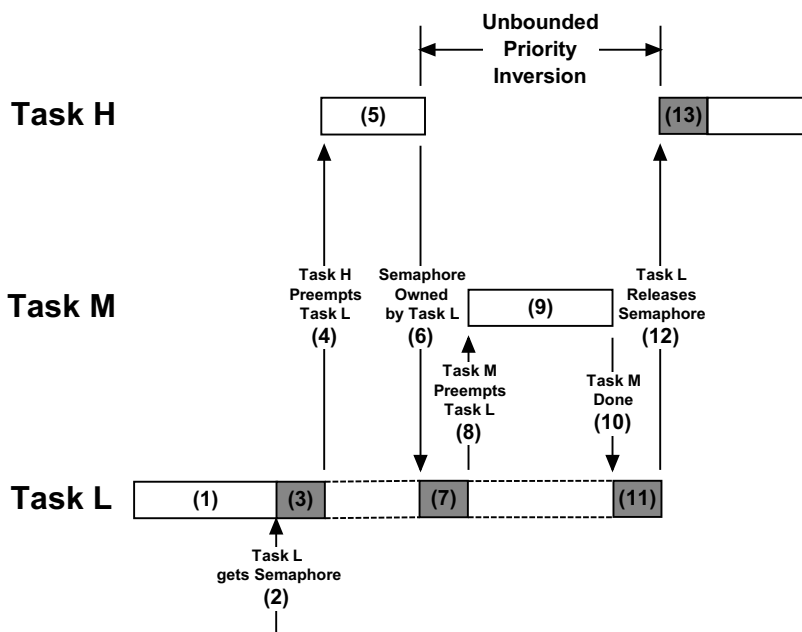 Unbounded
Priority
Inversion
Task H
(5)
(13)
Task H
Preempts
Task L
(4)
Semaphore
Owned
by Task L
(6)
Task L
Releases
Semaphore
(12)
Task M
(9)
Task M
Preempts
Task L
(8)
Task M
Done
(10)
Task L
(1)
(3)
(7)
(11)
Task L
gets Semaphore
(2)